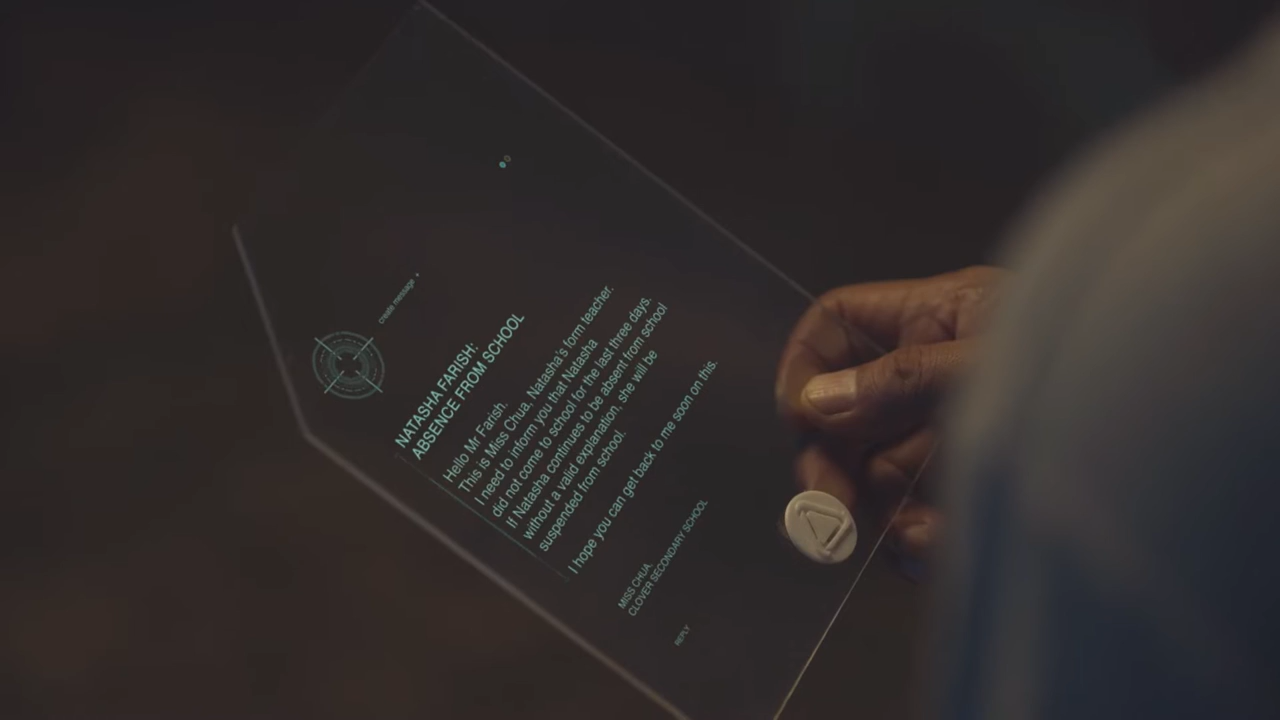 create message
NATASHA FARISH:
ABSENCE FROM SCHOOL
Hello Mr Farish.
This is Miss Chua, Natasha's form teacher.
I need to inform you that Natasha
did not come to school for the last three days.
If Natasha continues to be absent from school
without a valid explanation, she will be
suspended from school.
I hope you can get back to me soon on this.
MISS CHUA,
CLOVER SECONDARY SCHOOL
REPLY